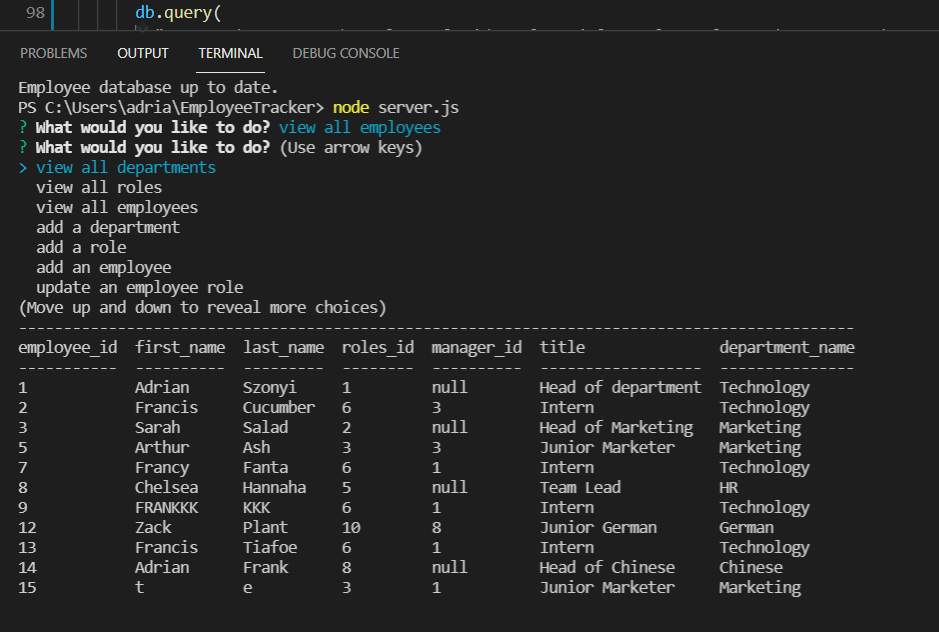 98 db.query(
PROBLEMS OUTPUT TERMINAL DEBUG CONSOLE
Employee database up to date.
PS C:\Users\adria\EmployeeTracker> node server.js
? What would you like to do? view all employees
? What would you like to do? (Use arrow keys)
> view all departments
view all roles
view all employees
add a department
add a role
add an employee
update an employee role
(Move up and down to reveal more choices)
---------------------------------------------------------------------------------------------
employee_id first_name last_name roles_id manager_id title department_name
----------- ---------- --------- -------- ---------- ------------------ ---------------
1 Adrian Szonyi 1 null Head of department Technology
2 Francis Cucumber 6 3 Intern Technology
3 Sarah Salad 2 null Head of Marketing Marketing
5 Arthur Ash 3 3 Junior Marketer Marketing
7 Francy Fanta 6 1 Intern Technology
8 Chelsea Hannaha 5 null Team Lead HR
9 FRANKKK KKK 6 1 Intern Technology
12 Zack Plant 10 8 Junior German German
13 Francis Tiafoe 6 1 Intern Technology
14 Adrian Frank 8 null Head of Chinese Chinese
15 t e 3 1 Junior Marketer Marketing